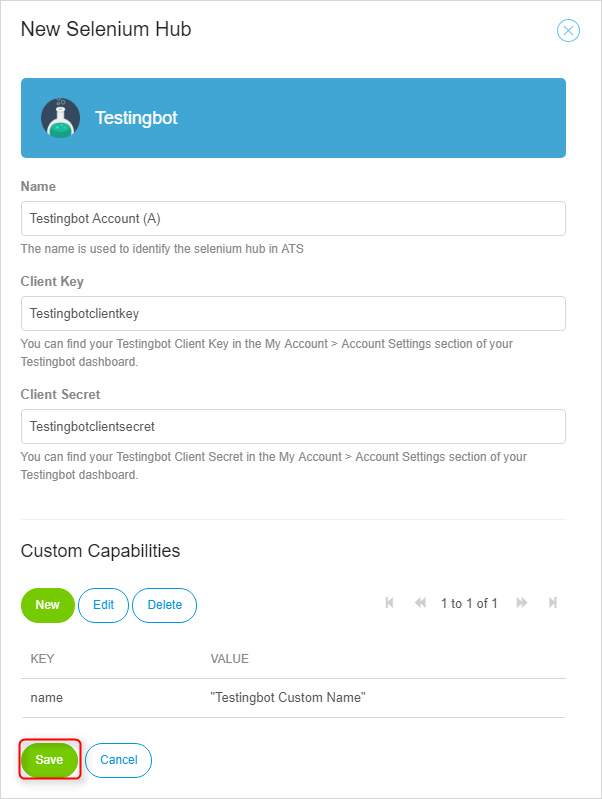 New Selenium Hub
Testingbot
Name
Testingbot Account (A)
The name is used to identify the selenium hub in ATS
Client Key
Testingbotclientkey
You can find your Testingbot Client Key in the My Account > Account Settings section of your
Testingbot dashboard.
Client Secret
Testingbotclientsecret
You can find your Testingbot Client Secret in the My Account > Account Settings section of your
Testingbot dashboard.
Custom Capabilities
New Edit Delete 1 to 1 of 1
KEY VALUE
name "Testingbot Custom Name"
Save Cancel